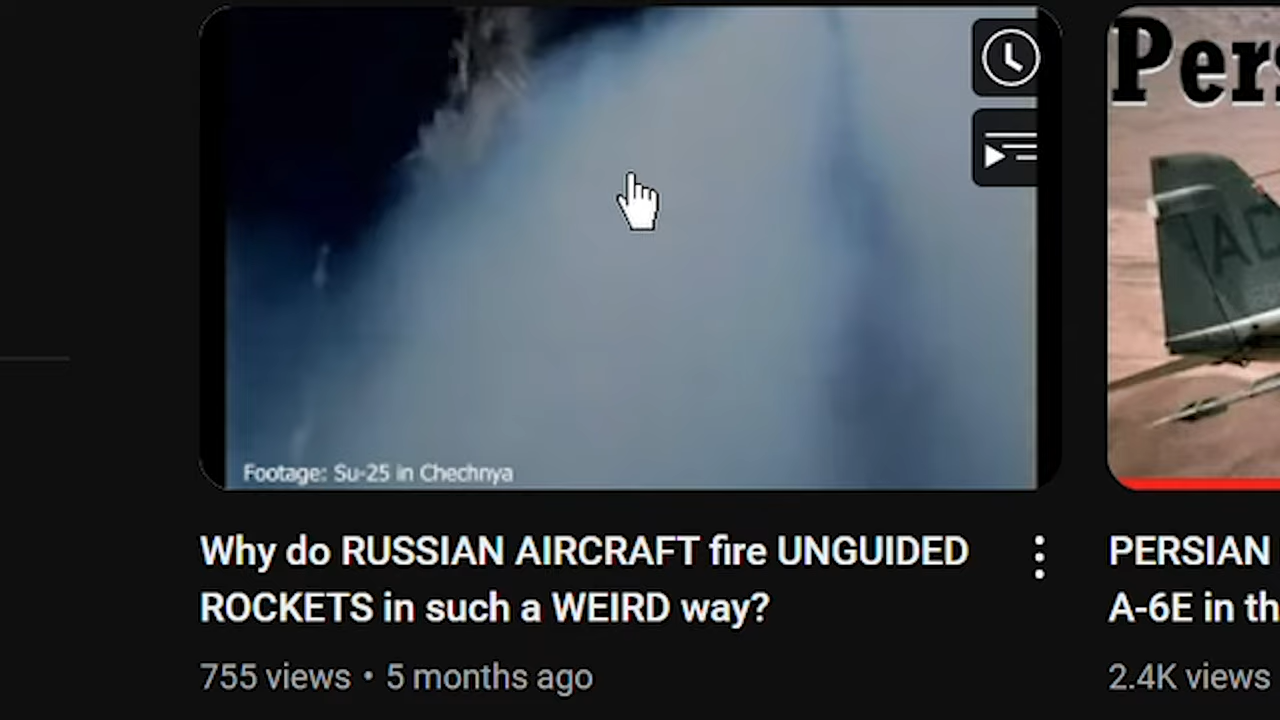 Pers
AC
Footage: Su-25 in Chechnya
Why do RUSSIAN AIRCRAFT fire UNGUIDED
ROCKETS in such a WEIRD way?
755 views • 5 months ago
PERSIAN
A-6E in th
2.4K views